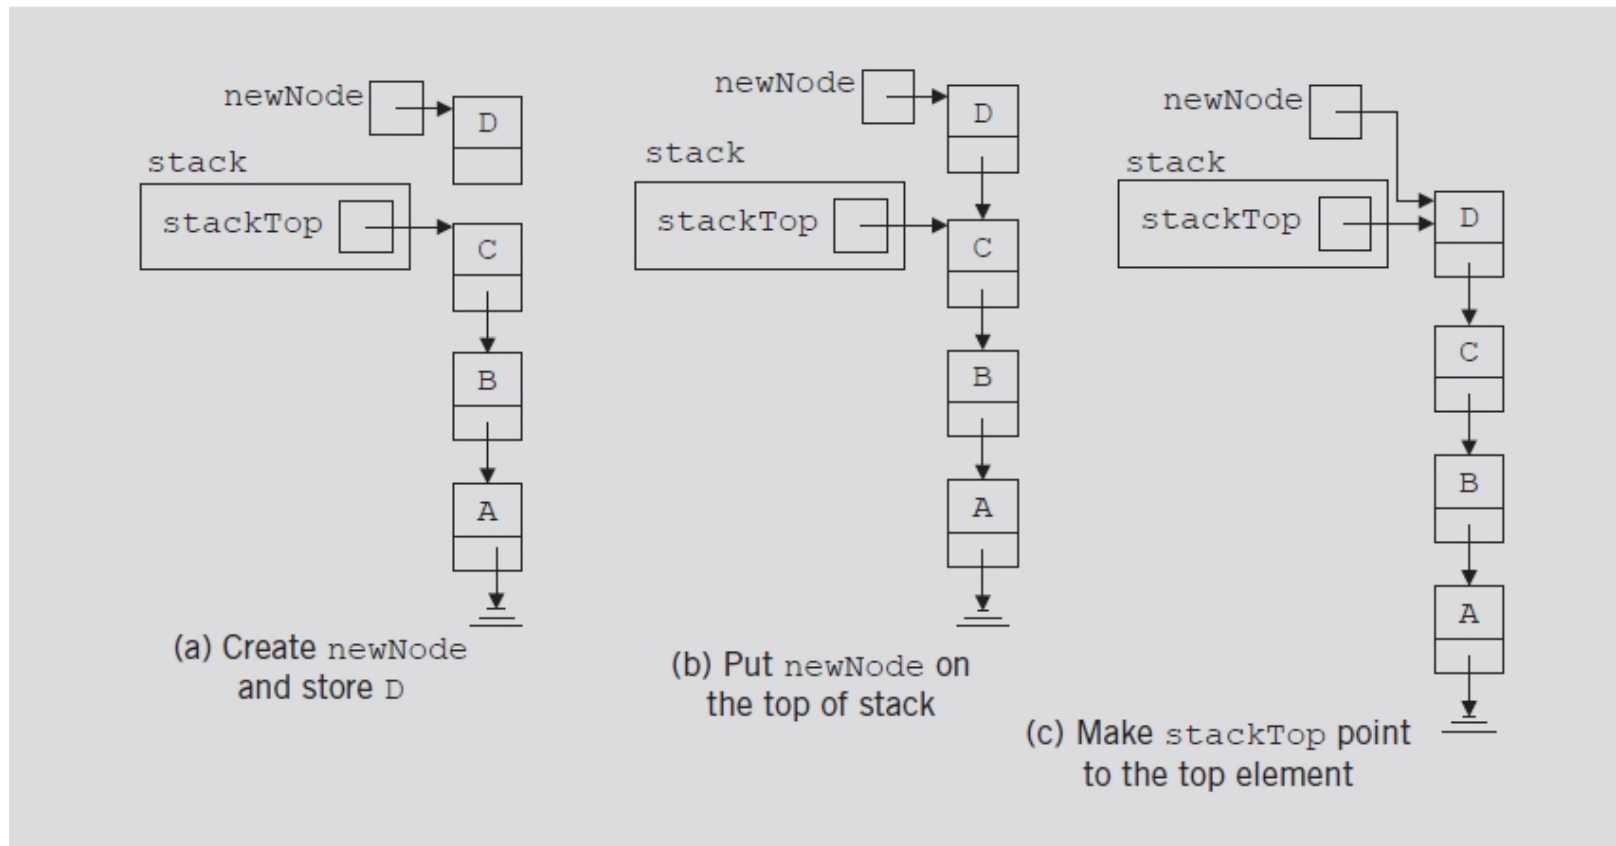 newNode
D
stack
stackTop
C
B
A
(a) Create newNode
and store D
newNode
D
stack
stackTop
C
B
A
(b) Put newNode on
the top of stack
newNode
stack
stackTop
D
C
B
A
(c) Make stackTop point
to the top element